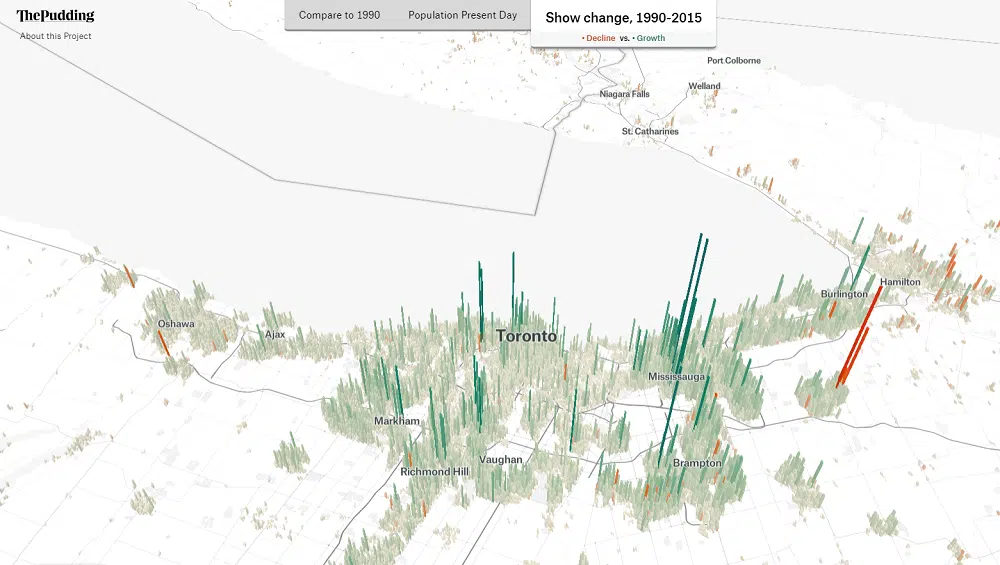 ThePudding
About this Project
Compare to 1990
Population Present Day
Show change, 1990-2015
• Decline vs. • Growth
Port Colborne
Welland
Niagara Falls
St. Catharines
Hamilton
Burlington
Oshawa
Ajax
Toronto
Mississauga
Markham
Vaughan
Richmond Hill
Brampton